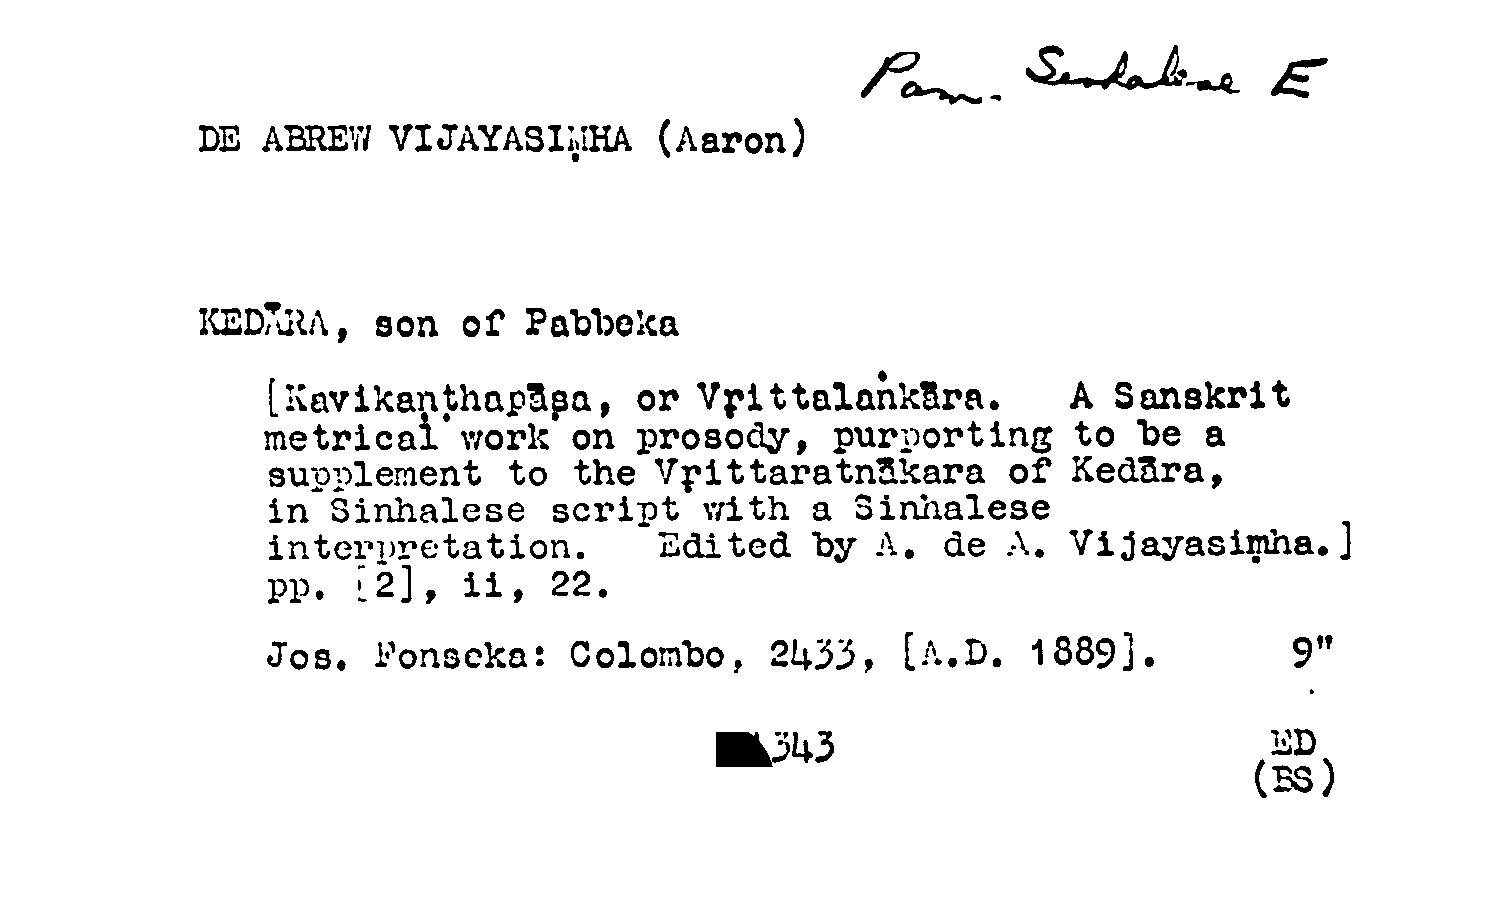 Pam. Sinhalese E
DE ABREW VIJAYASIṂHA (Aaron)
KEDĀRA, son of Pabbeka
[Kavikaṇṭhapāṣa, or Vṛittalaṅkāra. A Sanskrit
metrical work on prosody, purporting to be a
supplement to the Vṛittaratnākara of Kedāra,
in Sinhalese script with a Sinhalese
interpretation. Edited by A. de A. Vijayasiṃha.]
pp. [2], ii, 22.
Jos. Fonseka: Colombo, 2433, [A.D. 1889]. 9"
343 ED
(BS)